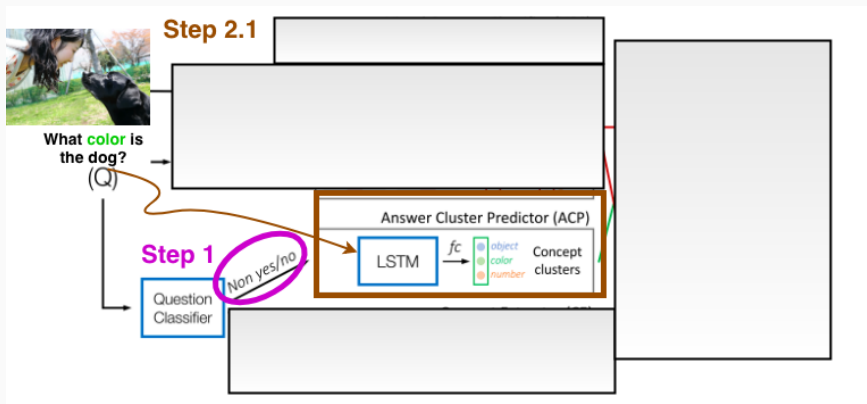 Step 2.1
What color is
the dog?
(Q)
Answer Cluster Predictor (ACP)
LSTM
fc
object
color
number
Concept
clusters
Step 1
Non yes/no
Question
Classifier